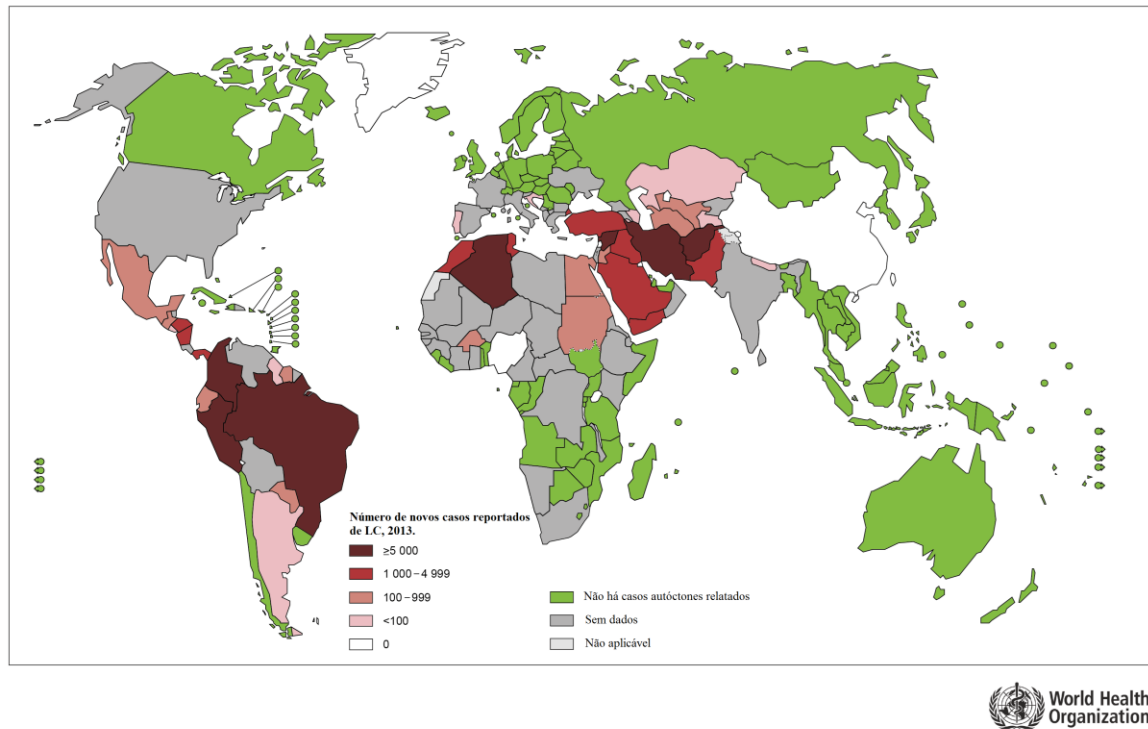 Número de novos casos reportados
de LC, 2013.
≥5 000
1 000–4 999
100–999
<100
0
Não há casos autóctones relatados
Sem dados
Não aplicável
World Health
Organization